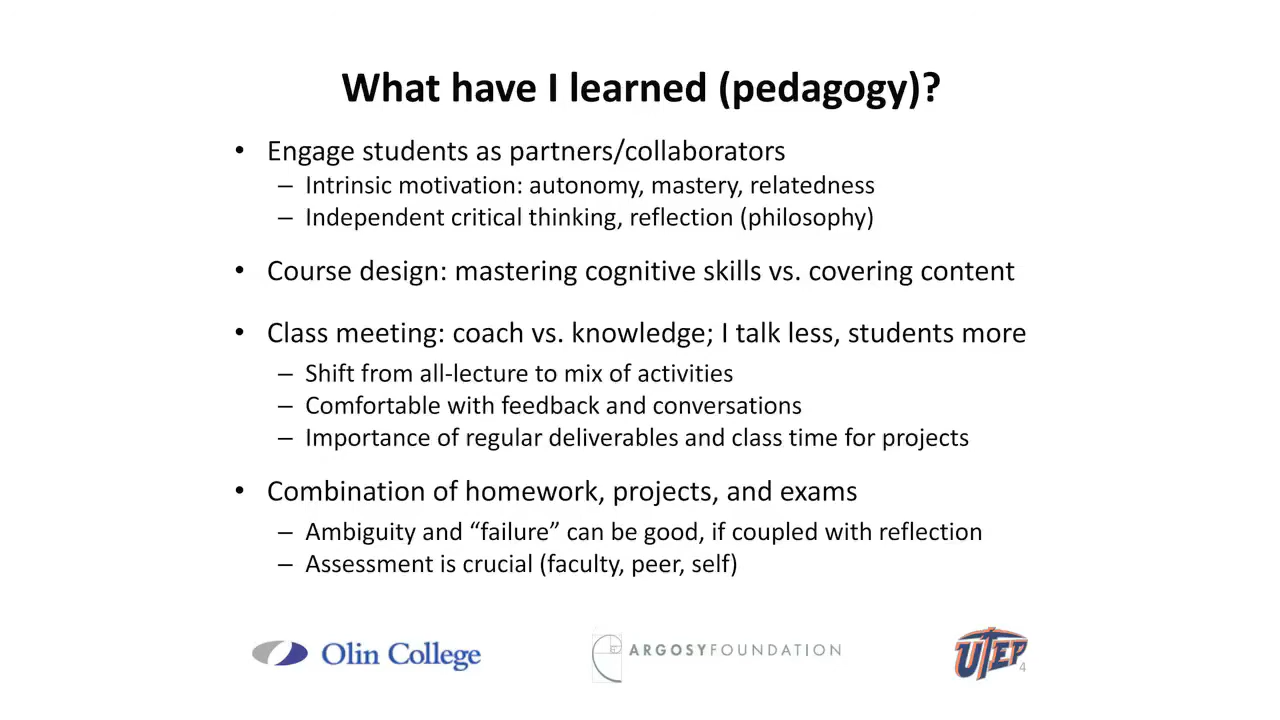 What have I learned (pedagogy)?
• Engage students as partners/collaborators
– Intrinsic motivation: autonomy, mastery, relatedness
– Independent critical thinking, reflection (philosophy)
• Course design: mastering cognitive skills vs. covering content
• Class meeting: coach vs. knowledge; I talk less, students more
– Shift from all-lecture to mix of activities
– Comfortable with feedback and conversations
– Importance of regular deliverables and class time for projects
• Combination of homework, projects, and exams
– Ambiguity and “failure” can be good, if coupled with reflection
– Assessment is crucial (faculty, peer, self)
Olin College
ARGOSYFOUNDATION
UTEP
4